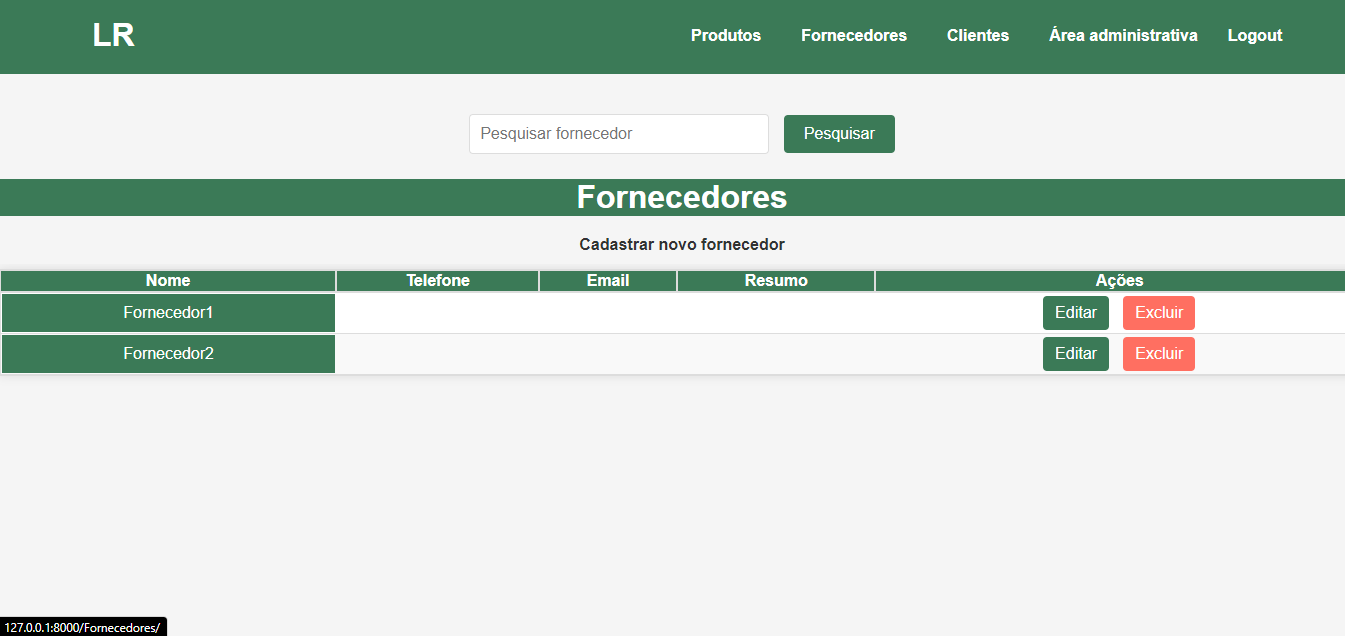 LR Produtos Fornecedores Clientes Área administrativa Logout
Pesquisar fornecedor Pesquisar
Fornecedores
Cadastrar novo fornecedor
Nome Telefone Email Resumo Ações
Fornecedor1 Editar Excluir
Fornecedor2 Editar Excluir
127.0.0.1:8000/Fornecedores/